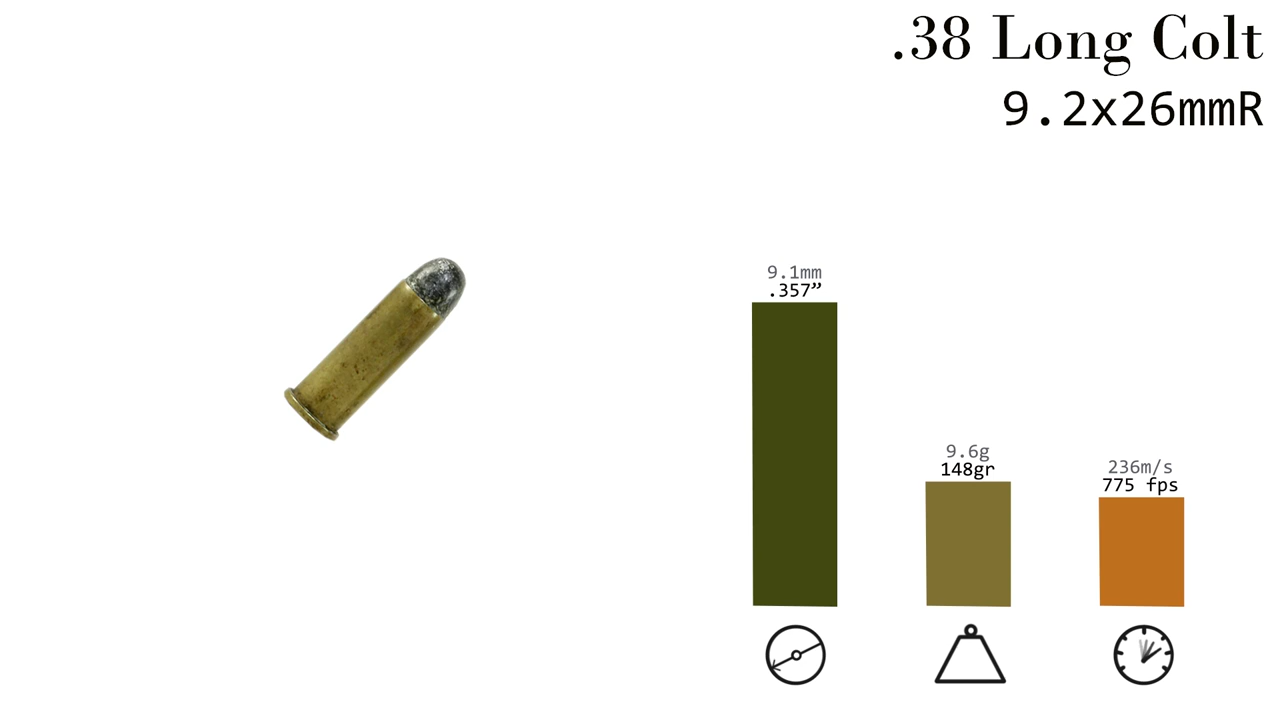 .38 Long Colt
9.2x26mmR
9.1mm
.357”
9.6g
148gr
236m/s
775 fps